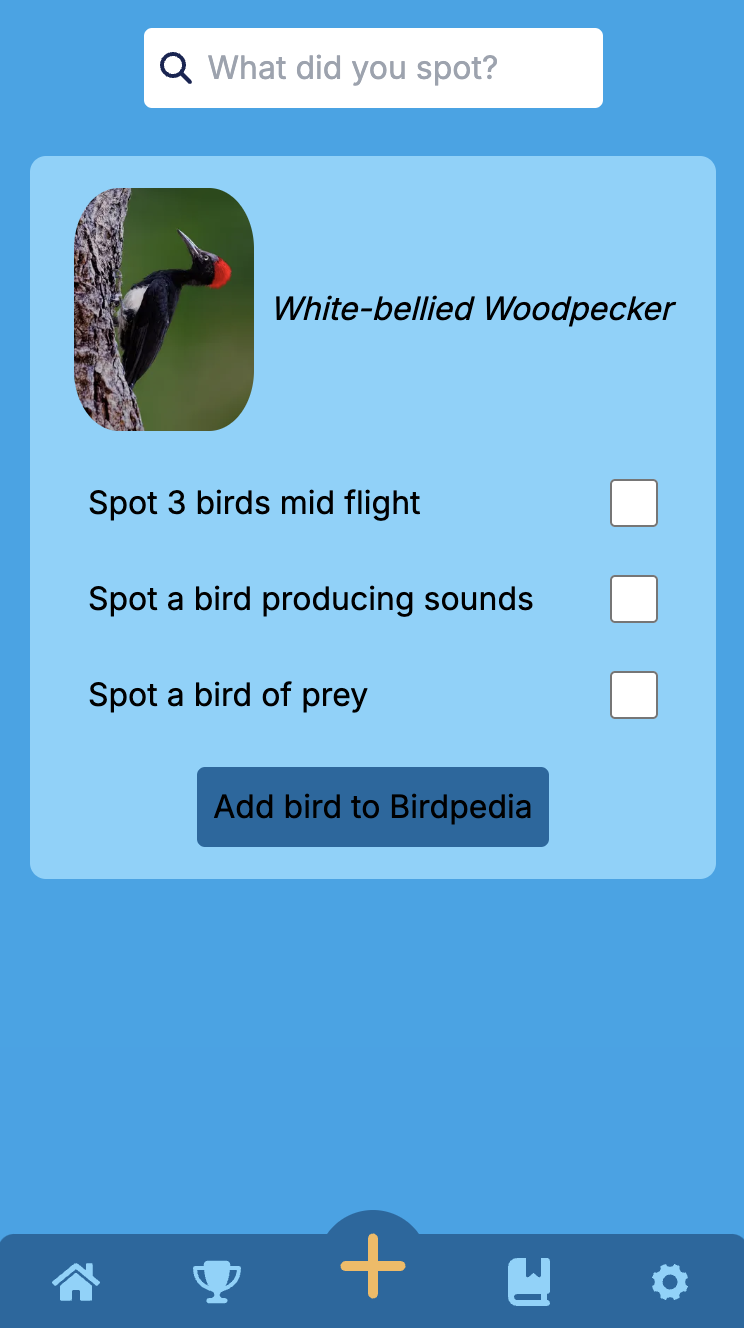 What did you spot?
White-bellied Woodpecker
Spot 3 birds mid flight
Spot a bird producing sounds
Spot a bird of prey
Add bird to Birdpedia